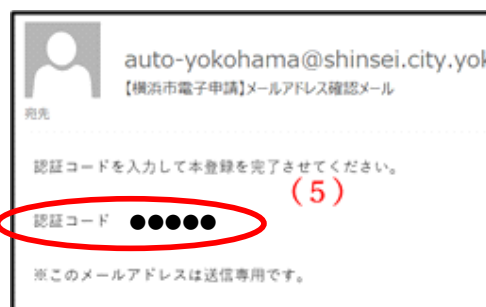 auto-yokohama@shinsei.city.yok
【横浜市電子申請】メールアドレス確認メール
宛先
認証コードを入力して本登録を完了させてください。
(5)
認証コード ●●●●●
※このメールアドレスは送信専用です。